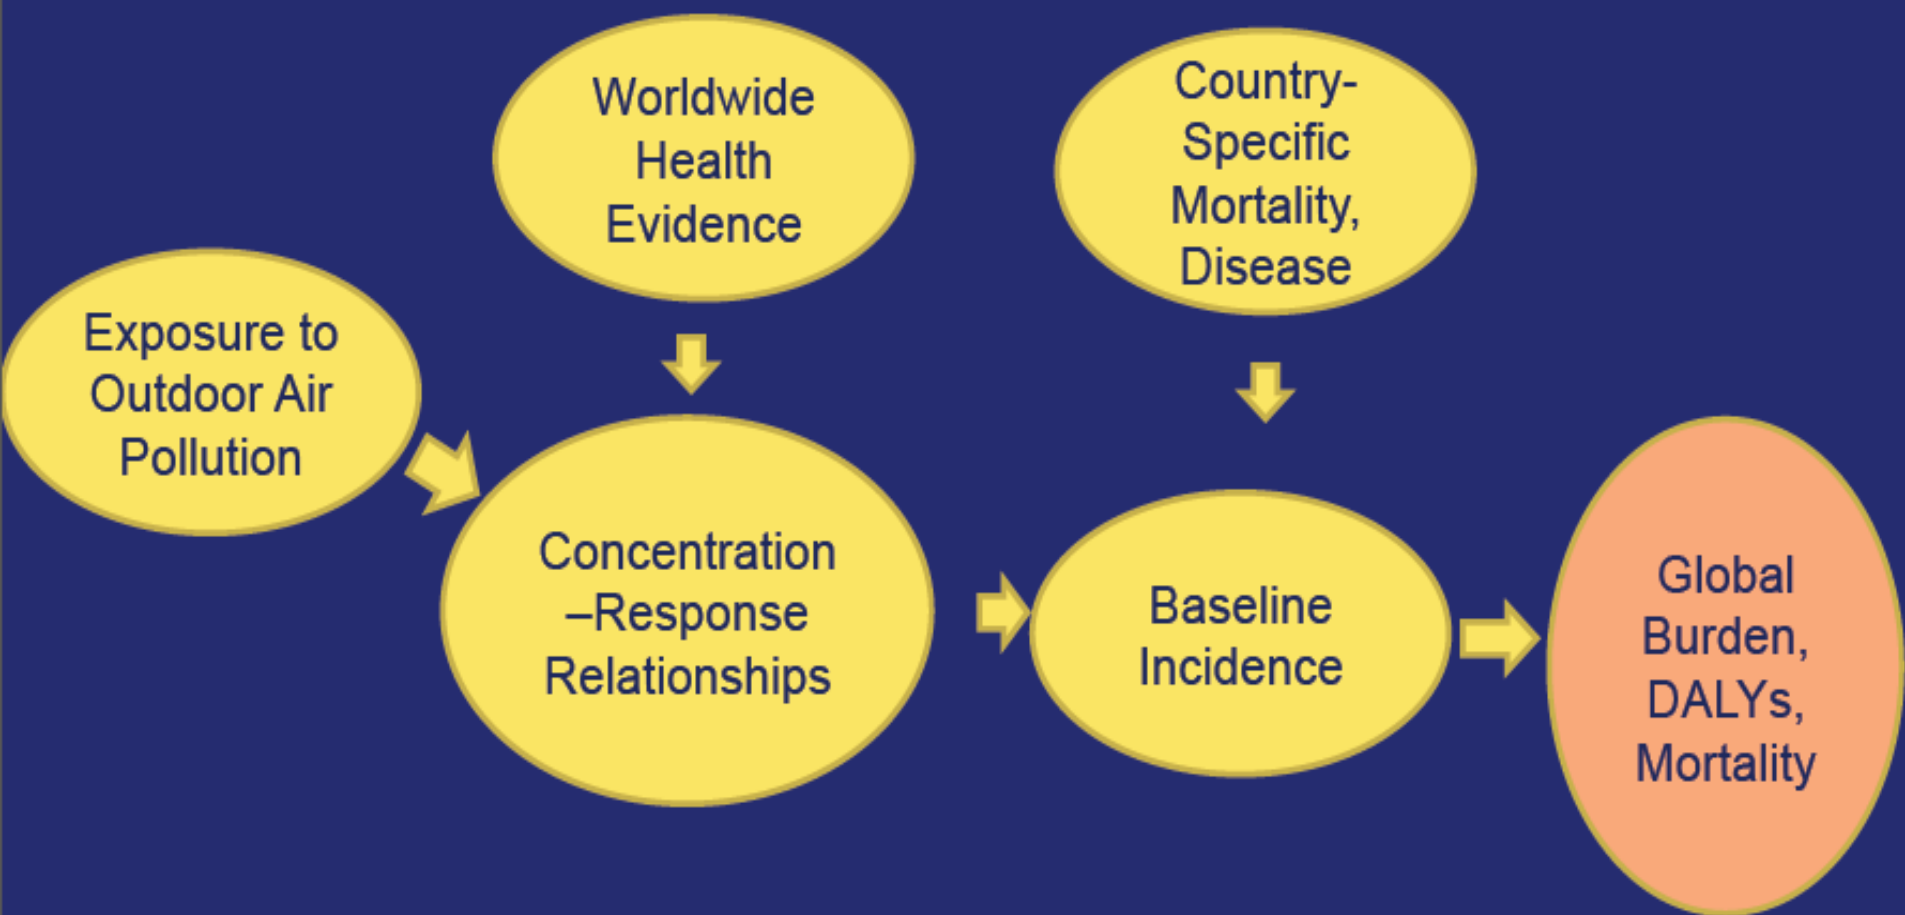 Worldwide
Health
Evidence
Country-
Specific
Mortality,
Disease
Exposure to
Outdoor Air
Pollution
Concentration
–Response
Relationships
Baseline
Incidence
Global
Burden,
DALYs,
Mortality